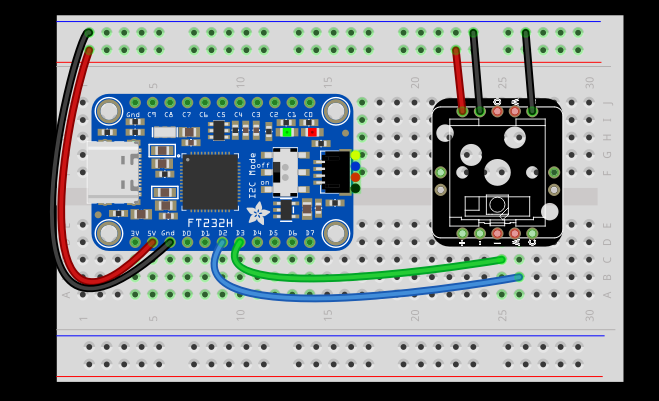 1 5 10 15 20 25 30
J
I
H
G
F
Gnd C9 C8 C7 C6 C5 C4 C3 C2 C1 C0
I2C Mode
Off
On
FT232H
3V 5V Gnd D0 D1 D2 D3 D4 D5 D6 D7
E
D
C
B
A
1 5 10 15 20 25 30